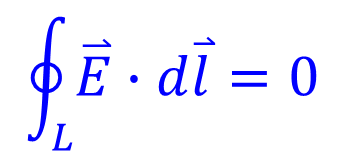 ∮_L E⃗ · dl⃗ = 0